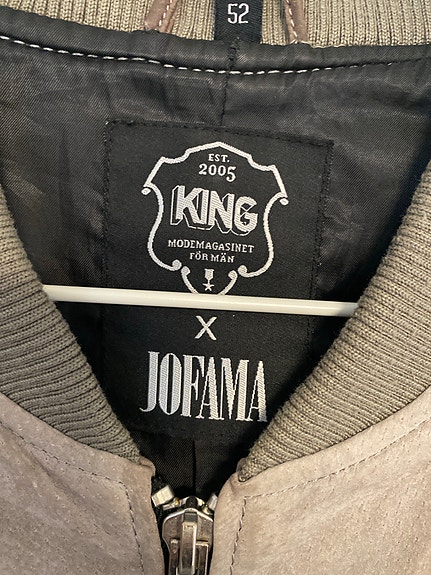 52
EST.
2005
KING
MODEMAGASINET
FÖR MÄN
X
JOFAMA